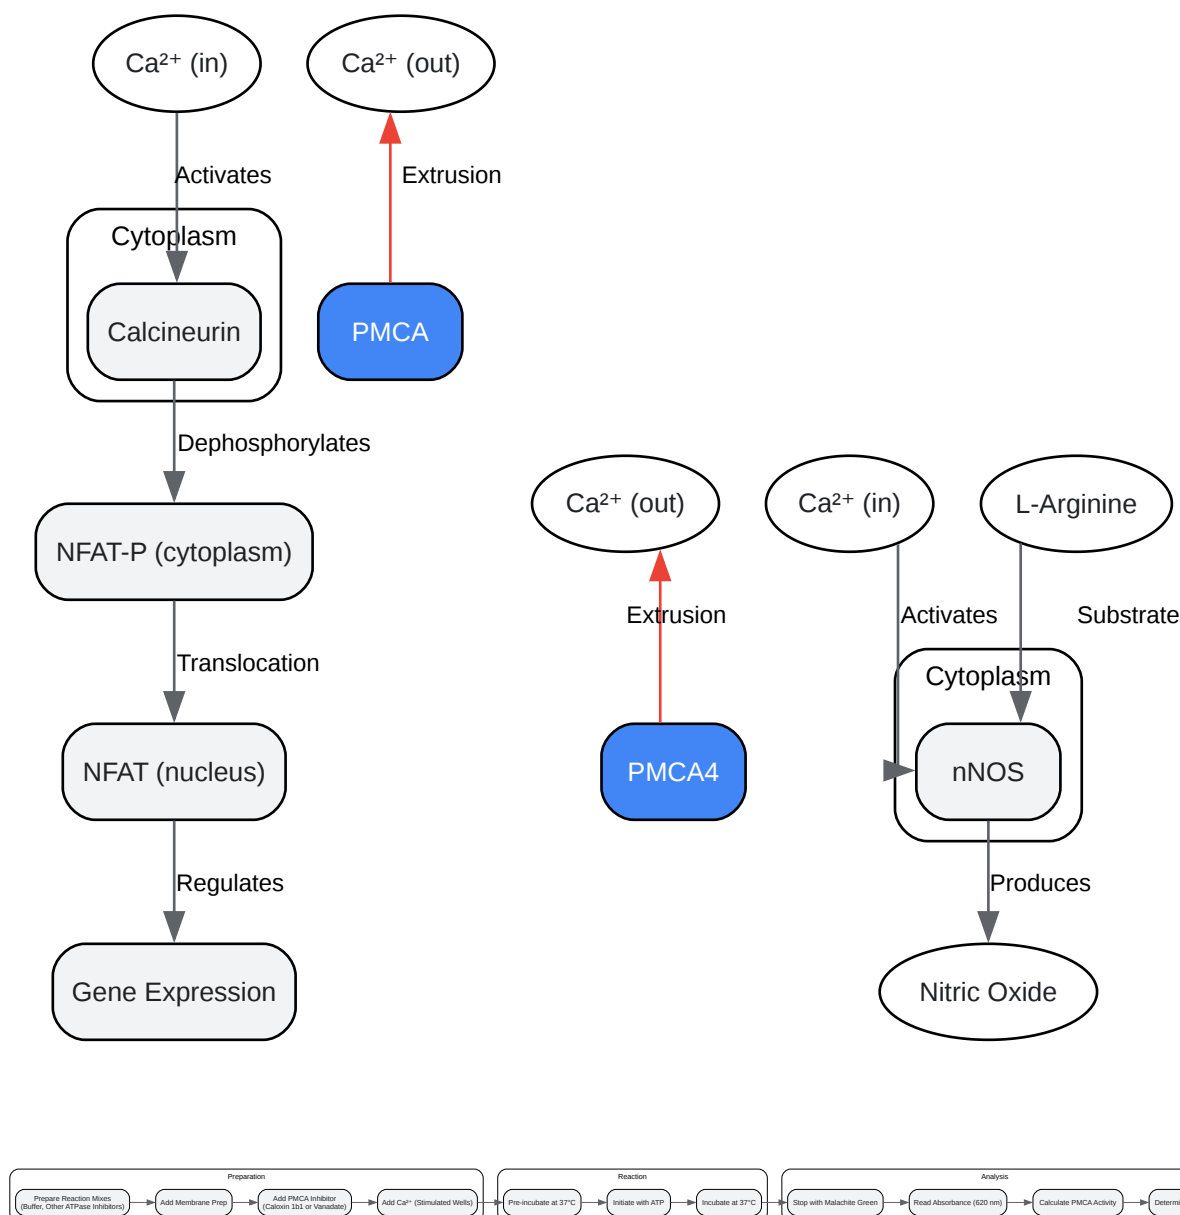 Ca²⁺ (in)
Ca²⁺ (out)
Activates
Extrusion
Cytoplasm
Calcineurin
PMCA
Dephosphorylates
NFAT-P (cytoplasm)
Ca²⁺ (out)
Ca²⁺ (in)
L-Arginine
Translocation
Extrusion
Activates
Substrate
Cytoplasm
NFAT (nucleus)
PMCA4
nNOS
Regulates
Produces
Gene Expression
Nitric Oxide
Preparation
Prepare Reaction Mixes
(Buffer, Other ATPase Inhibitors)
Add Membrane Prep
Add PMCA Inhibitor
(Caloxin 1b1 or Vanadate)
Add Ca²⁺ (Stimulated Wells)
Reaction
Pre-incubate at 37°C
Initiate with ATP
Incubate at 37°C
Analysis
Stop with Malachite Green
Read Absorbance (620 nm)
Calculate PMCA Activity